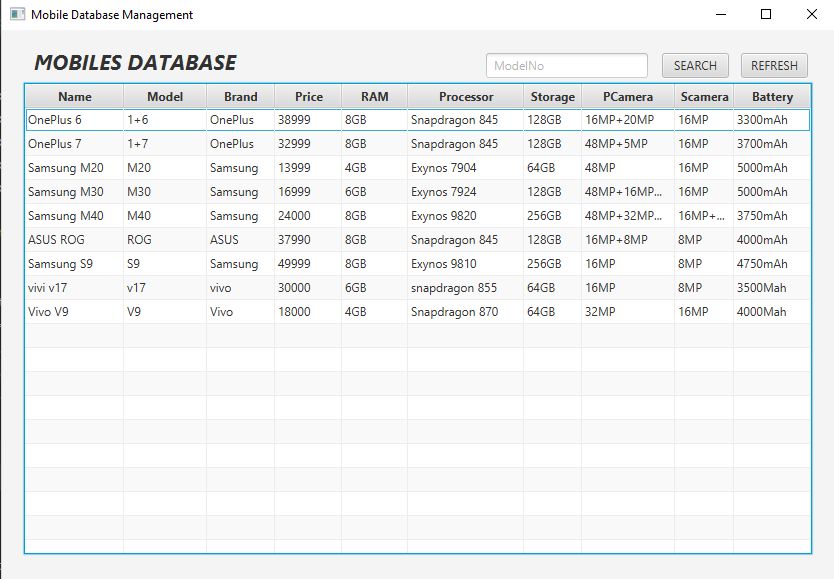 Mobile Database Management
MOBILES DATABASE ModelNo SEARCH REFRESH
Name Model Brand Price RAM Processor Storage PCamera Scamera Battery
OnePlus 6 1+6 OnePlus 38999 8GB Snapdragon 845 128GB 16MP+20MP 16MP 3300mAh
OnePlus 7 1+7 OnePlus 32999 8GB Snapdragon 845 128GB 48MP+5MP 16MP 3700mAh
Samsung M20 M20 Samsung 13999 4GB Exynos 7904 64GB 48MP 16MP 5000mAh
Samsung M30 M30 Samsung 16999 6GB Exynos 7924 128GB 48MP+16MP... 16MP 5000mAh
Samsung M40 M40 Samsung 24000 8GB Exynos 9820 256GB 48MP+32MP... 16MP+... 3750mAh
ASUS ROG ROG ASUS 37990 8GB Snapdragon 845 128GB 16MP+8MP 8MP 4000mAh
Samsung S9 S9 Samsung 49999 8GB Exynos 9810 256GB 16MP 8MP 4750mAh
vivi v17 v17 vivo 30000 6GB snapdragon 855 64GB 16MP 8MP 3500Mah
Vivo V9 V9 Vivo 18000 4GB Snapdragon 870 64GB 32MP 16MP 4000Mah